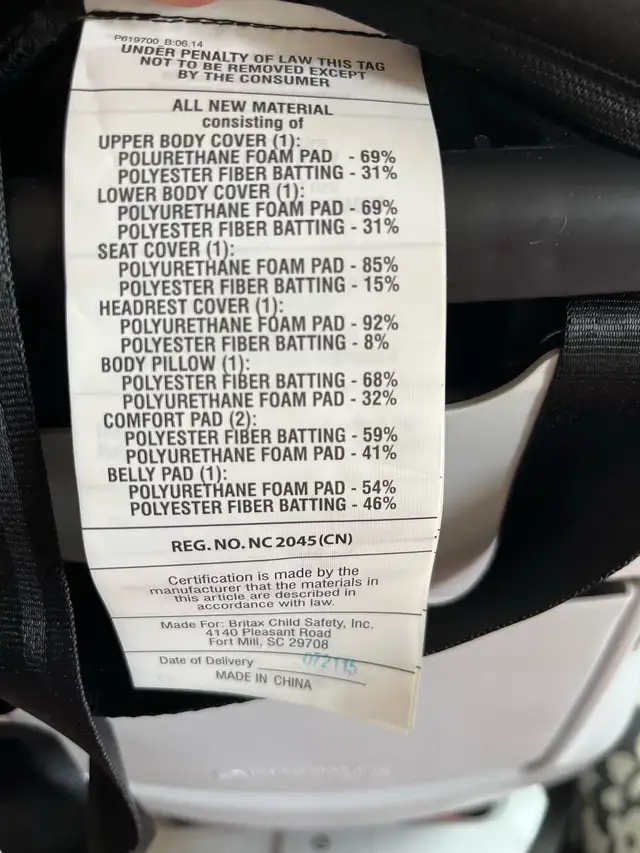 P619700_B:06.14
UNDER PENALTY OF LAW THIS TAG
NOT TO BE REMOVED EXCEPT
BY THE CONSUMER
ALL NEW MATERIAL
consisting of
UPPER BODY COVER (1):
POLURETHANE FOAM PAD - 69%
POLYESTER FIBER BATTING - 31%
LOWER BODY COVER (1):
POLYURETHANE FOAM PAD - 69%
POLYESTER FIBER BATTING - 31%
SEAT COVER (1):
POLYURETHANE FOAM PAD - 85%
POLYESTER FIBER BATTING - 15%
HEADREST COVER (1):
POLYURETHANE FOAM PAD - 92%
POLYESTER FIBER BATTING - 8%
BODY PILLOW (1):
POLYESTER FIBER BATTING - 68%
POLYURETHANE FOAM PAD - 32%
COMFORT PAD (2):
POLYESTER FIBER BATTING - 59%
POLYURETHANE FOAM PAD - 41%
BELLY PAD (1):
POLYURETHANE FOAM PAD - 54%
POLYESTER FIBER BATTING - 46%
REG. NO. NC 2045 (CN)
Certification is made by the
manufacturer that the materials in
this article are described in
accordance with law.
Made For: Britax Child Safety, Inc.
4140 Pleasant Road
Fort Mill, SC 29708
Date of Delivery 072115
MADE IN CHINA